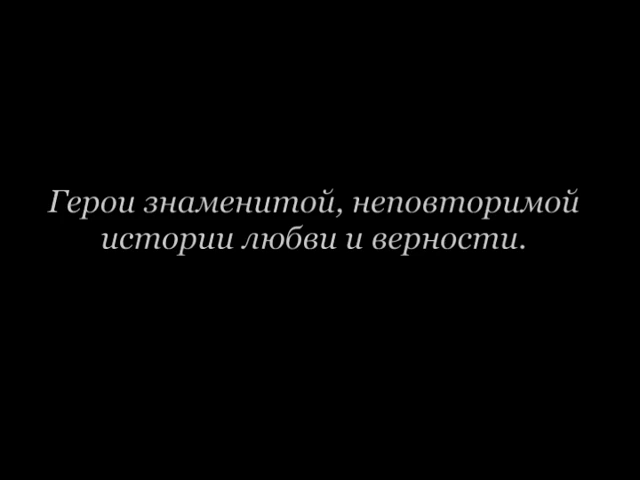 Герои знаменитой, неповторимой
истории любви и верности.